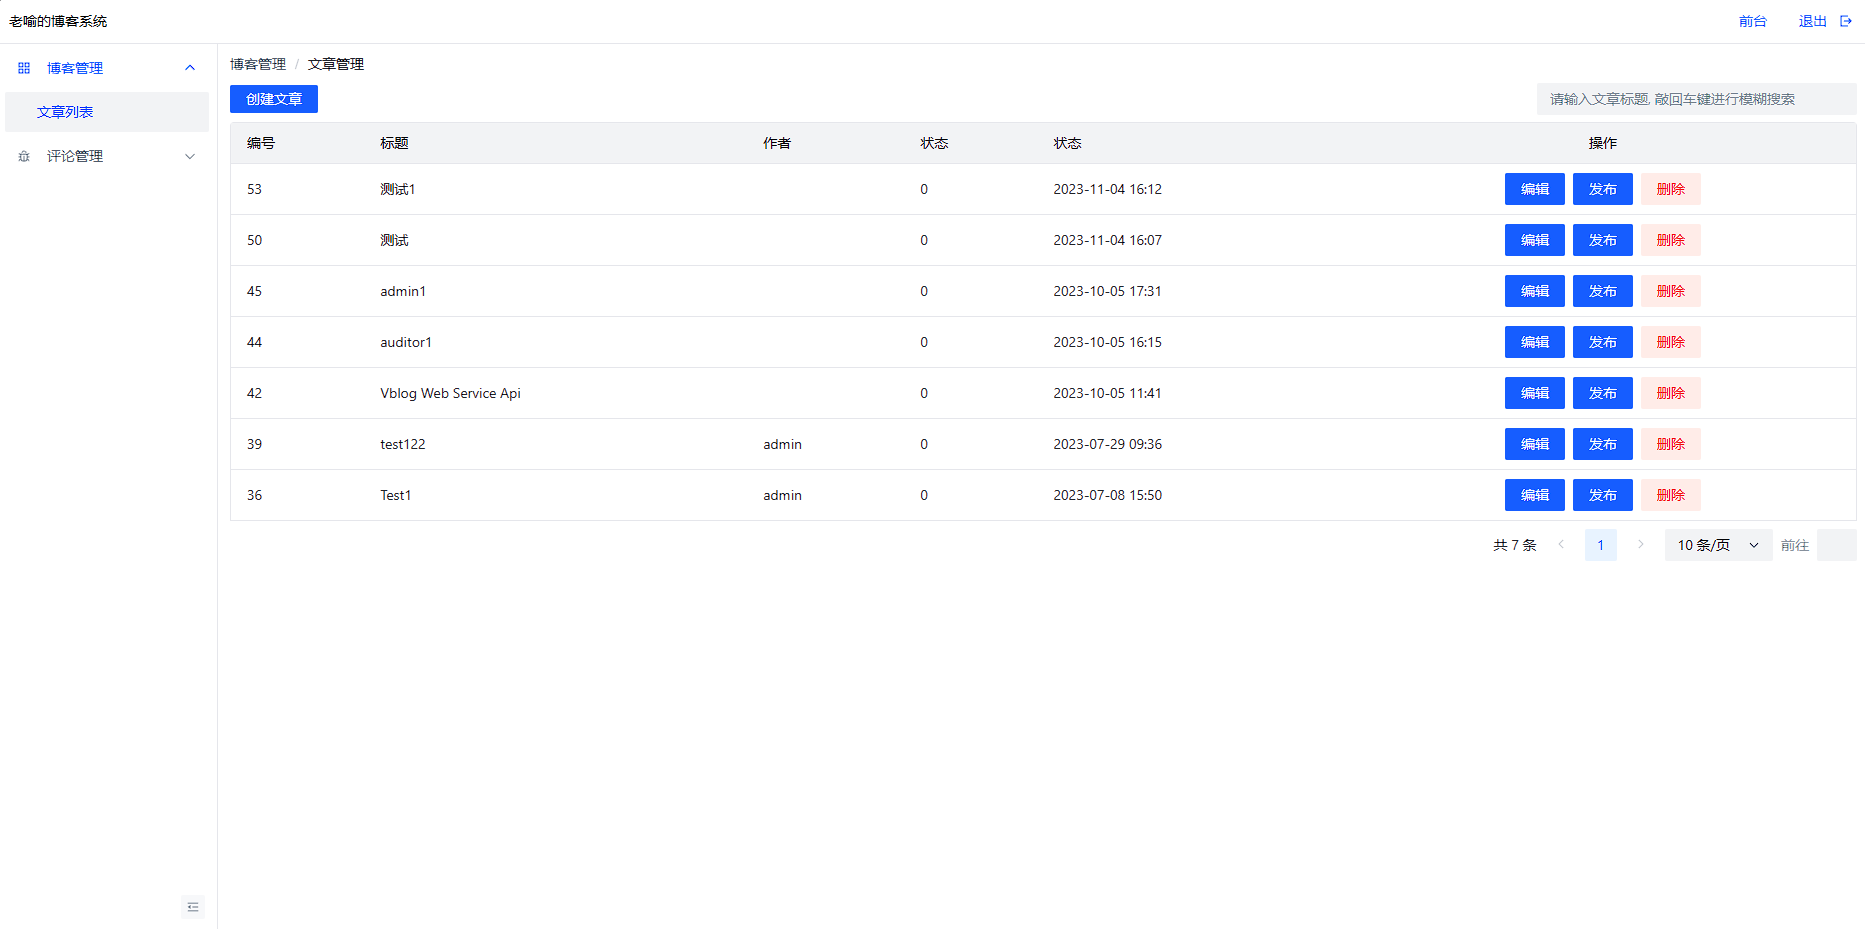 老喻的博客系统 前台 退出
博客管理
文章列表
评论管理
博客管理 / 文章管理
创建文章 请输入文章标题, 敲回车键进行模糊搜索
编号 标题 作者 状态 状态 操作
53 测试1 0 2023-11-04 16:12 编辑 发布 删除
50 测试 0 2023-11-04 16:07 编辑 发布 删除
45 admin1 0 2023-10-05 17:31 编辑 发布 删除
44 auditor1 0 2023-10-05 16:15 编辑 发布 删除
42 Vblog Web Service Api 0 2023-10-05 11:41 编辑 发布 删除
39 test122 admin 0 2023-07-29 09:36 编辑 发布 删除
36 Test1 admin 0 2023-07-08 15:50 编辑 发布 删除
共 7 条 1 10 条/页 前往